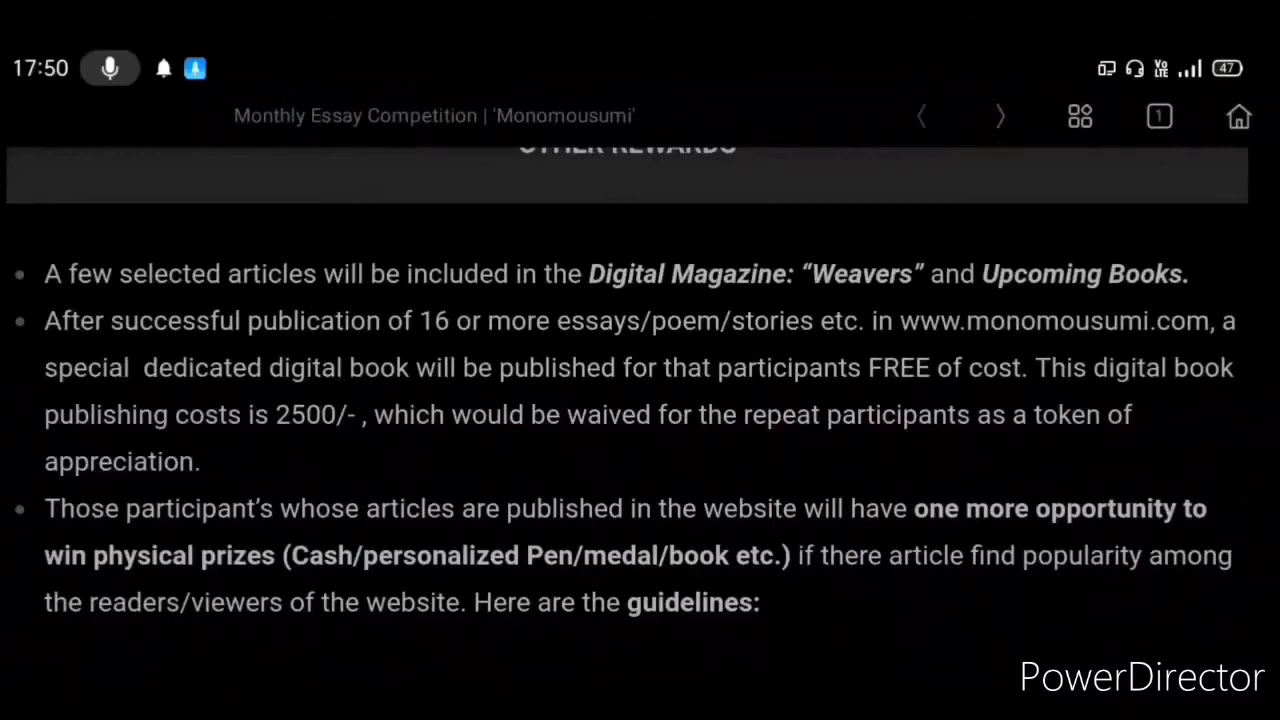 17:50
VoLTE
47
Monthly Essay Competition | 'Monomousumi'
1
OTHER REWARDS
• A few selected articles will be included in the Digital Magazine: “Weavers” and Upcoming Books.
• After successful publication of 16 or more essays/poem/stories etc. in www.monomousumi.com, a
special dedicated digital book will be published for that participants FREE of cost. This digital book
publishing costs is 2500/- , which would be waived for the repeat participants as a token of
appreciation.
• Those participant’s whose articles are published in the website will have one more opportunity to
win physical prizes (Cash/personalized Pen/medal/book etc.) if there article find popularity among
the readers/viewers of the website. Here are the guidelines:
PowerDirector